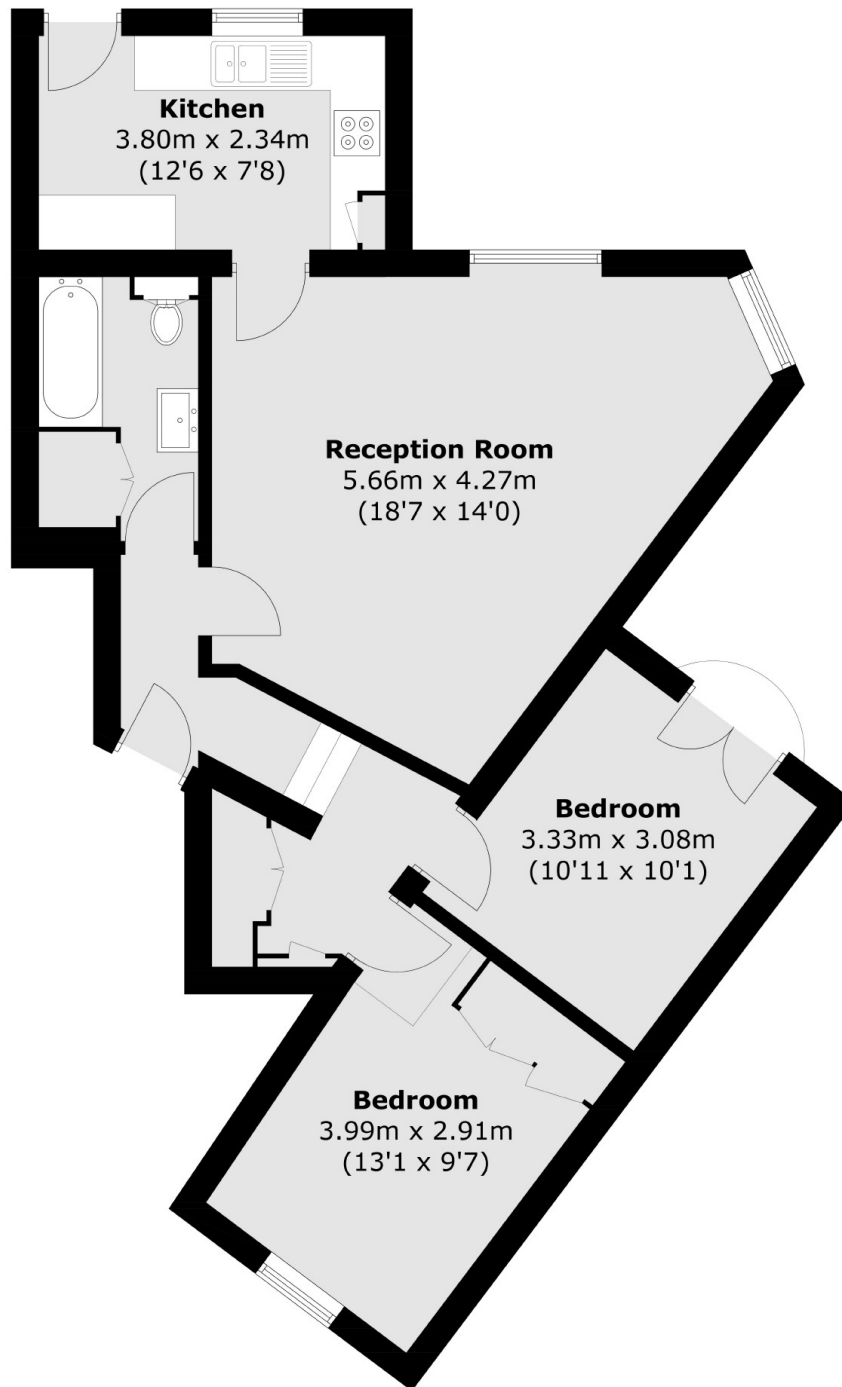 Kitchen
3.80m x 2.34m
(12'6 x 7'8)
Reception Room
5.66m x 4.27m
(18'7 x 14'0)
Bedroom
3.33m x 3.08m
(10'11 x 10'1)
Bedroom
3.99m x 2.91m
(13'1 x 9'7)